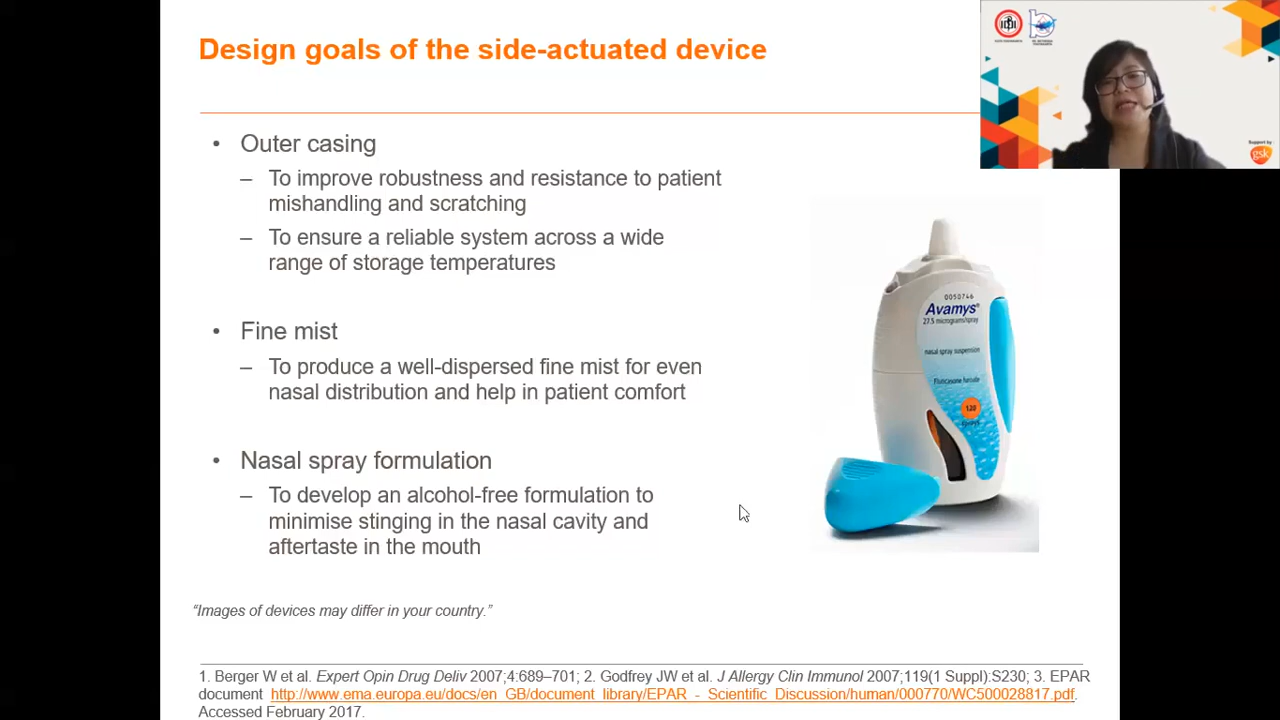 Design goals of the side-actuated device
• Outer casing
– To improve robustness and resistance to patient
mishandling and scratching
– To ensure a reliable system across a wide
range of storage temperatures
• Fine mist
– To produce a well-dispersed fine mist for even
nasal distribution and help in patient comfort
• Nasal spray formulation
– To develop an alcohol-free formulation to
minimise stinging in the nasal cavity and
aftertaste in the mouth
“Images of devices may differ in your country.”
1. Berger W et al. Expert Opin Drug Deliv 2007;4:689–701; 2. Godfrey JW et al. J Allergy Clin Immunol 2007;119(1 Suppl):S230; 3. EPAR
document http://www.ema.europa.eu/docs/en_GB/document_library/EPAR_-_Scientific_Discussion/human/000770/WC500028817.pdf.
Accessed February 2017.
Support by :
gsk
0050746
Avamys®
27.5 microgram/spray
nasal spray suspension
Fluticasone furoate
120
sprays